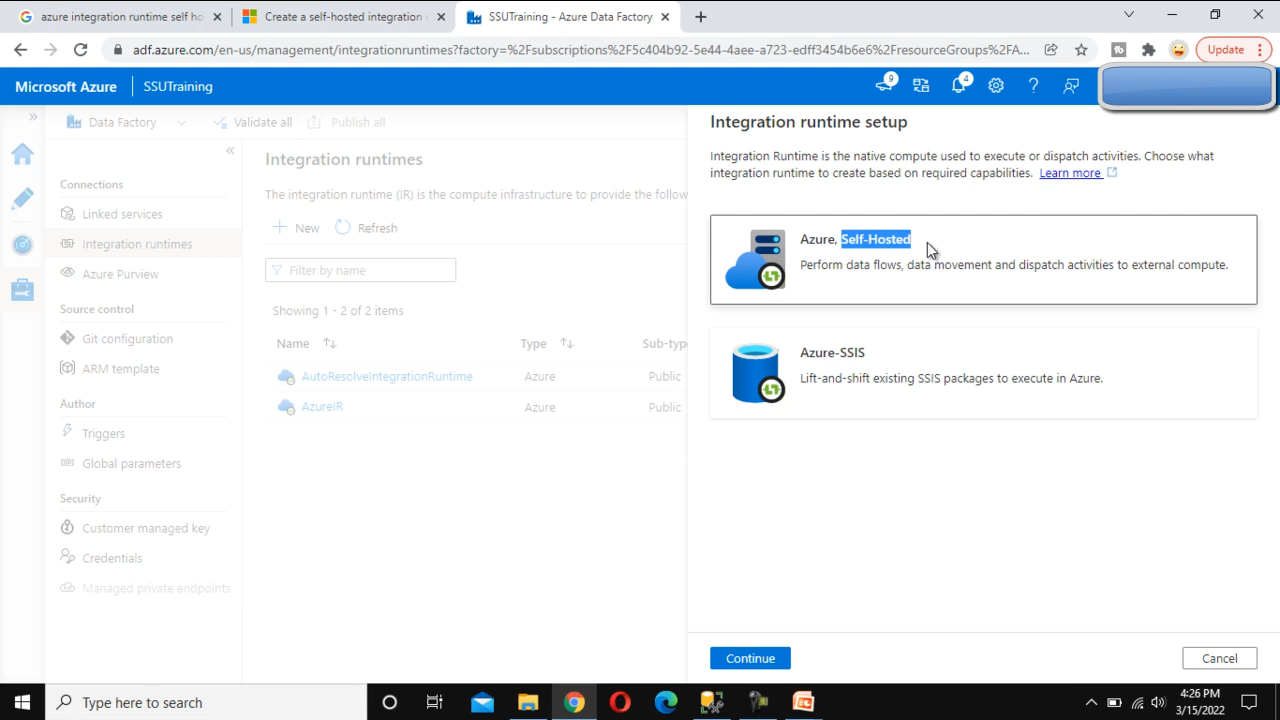 azure integration runtime self ho
Create a self-hosted integration
SSUTraining - Azure Data Factory
adf.azure.com/en-us/management/integrationruntimes?factory=%2Fsubscriptions%2F5c404b92-5e44-4aee-a723-edff3454b6e6%2FresourceGroups%2FA...
Update
Microsoft Azure
SSUTraining
9
4
Data Factory
Validate all
Publish all
Connections
Linked services
Integration runtimes
Azure Purview
Source control
Git configuration
ARM template
Author
Triggers
Global parameters
Security
Customer managed key
Credentials
Managed private endpoints
Integration runtimes
The integration runtime (IR) is the compute infrastructure to provide the follow
New
Refresh
Filter by name
Showing 1 - 2 of 2 items
Name
Type
Sub-type
AutoResolveIntegrationRuntime
Azure
Public
AzureIR
Azure
Public
Integration runtime setup
Integration Runtime is the native compute used to execute or dispatch activities. Choose what
integration runtime to create based on required capabilities. Learn more
Azure, Self-Hosted
Perform data flows, data movement and dispatch activities to external compute.
Azure-SSIS
Lift-and-shift existing SSIS packages to execute in Azure.
Continue
Cancel
Type here to search
4:26 PM
3/15/2022